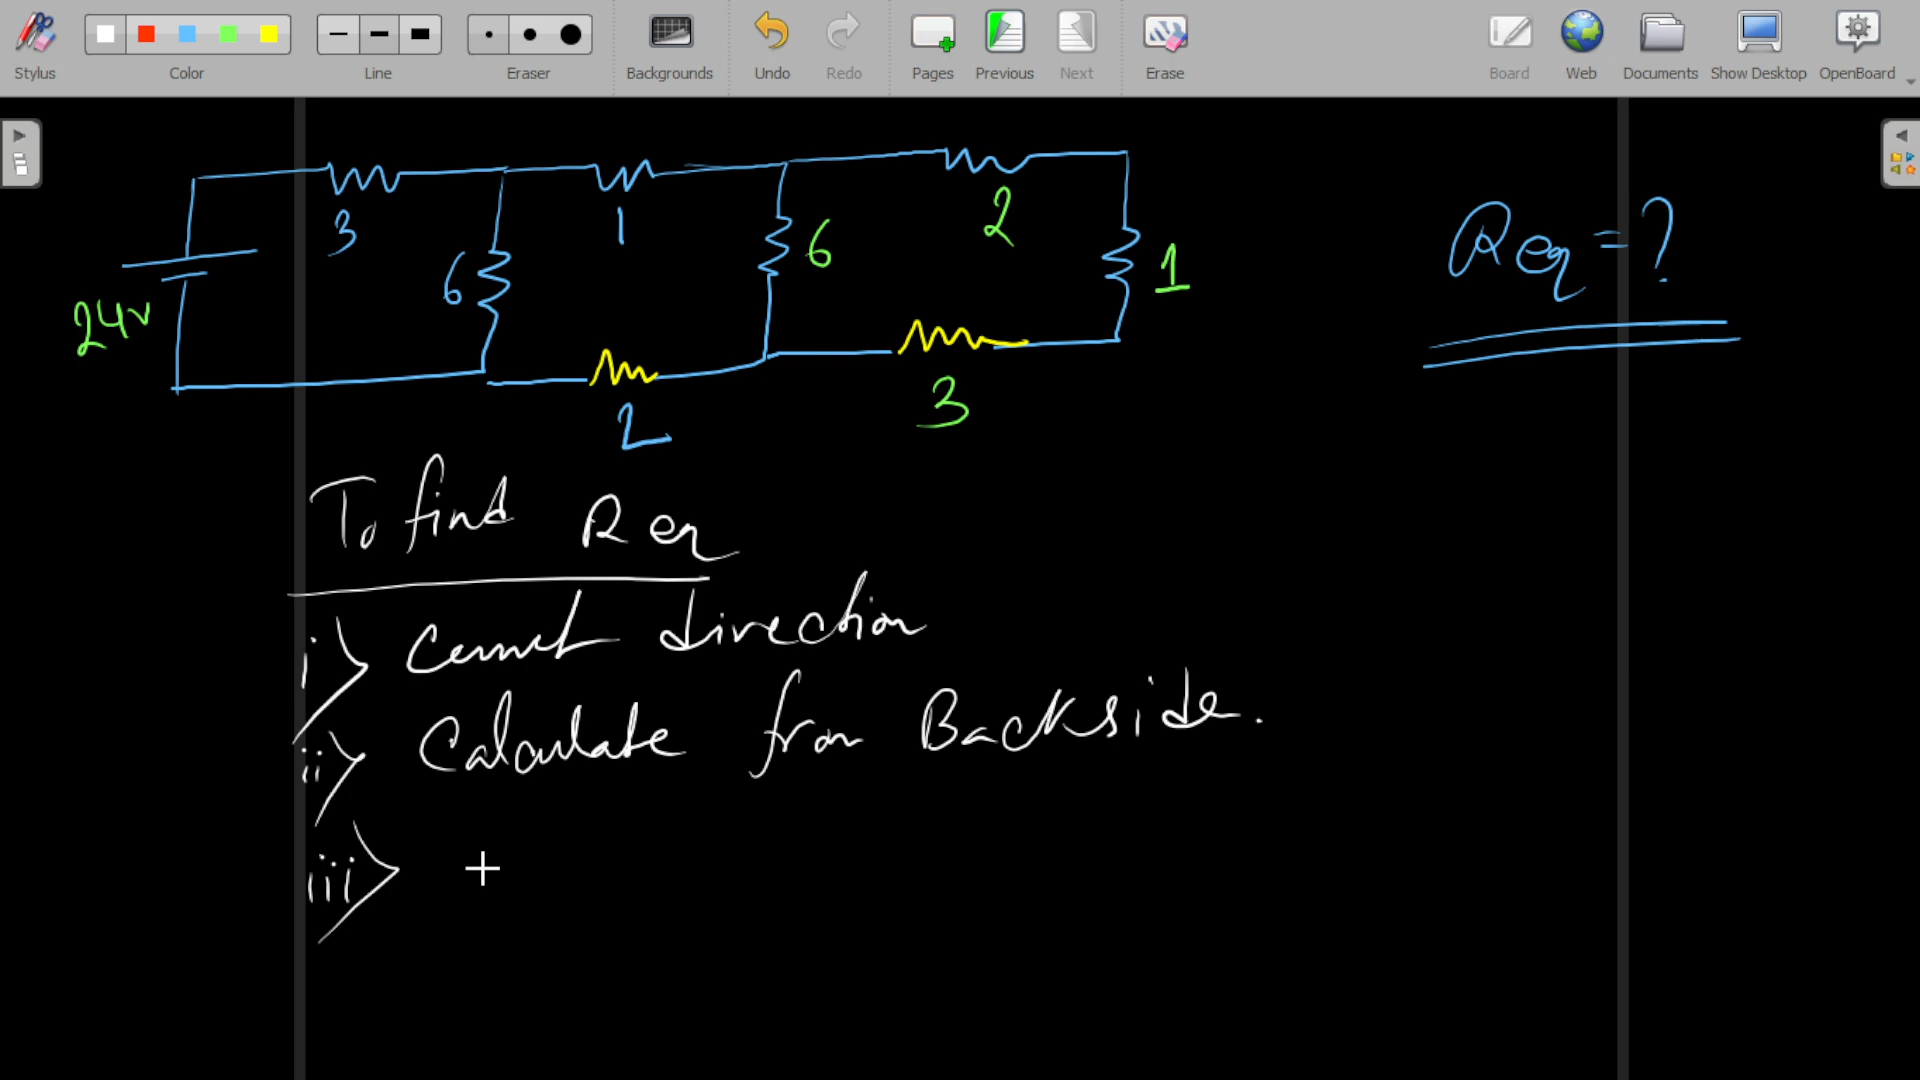 Stylus Color Line Eraser Backgrounds Undo Redo Pages Previous Next Erase Board Web Documents Show Desktop OpenBoard
3 1 2
6 6 1
24v
2 3
Req = ?
To find Req
i> Current direction
ii> Calculate from Backside.
iii>